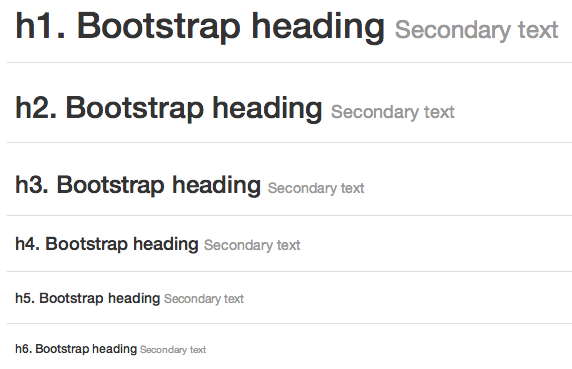 h1. Bootstrap heading Secondary text
h2. Bootstrap heading Secondary text
h3. Bootstrap heading Secondary text
h4. Bootstrap heading Secondary text
h5. Bootstrap heading Secondary text
h6. Bootstrap heading Secondary text